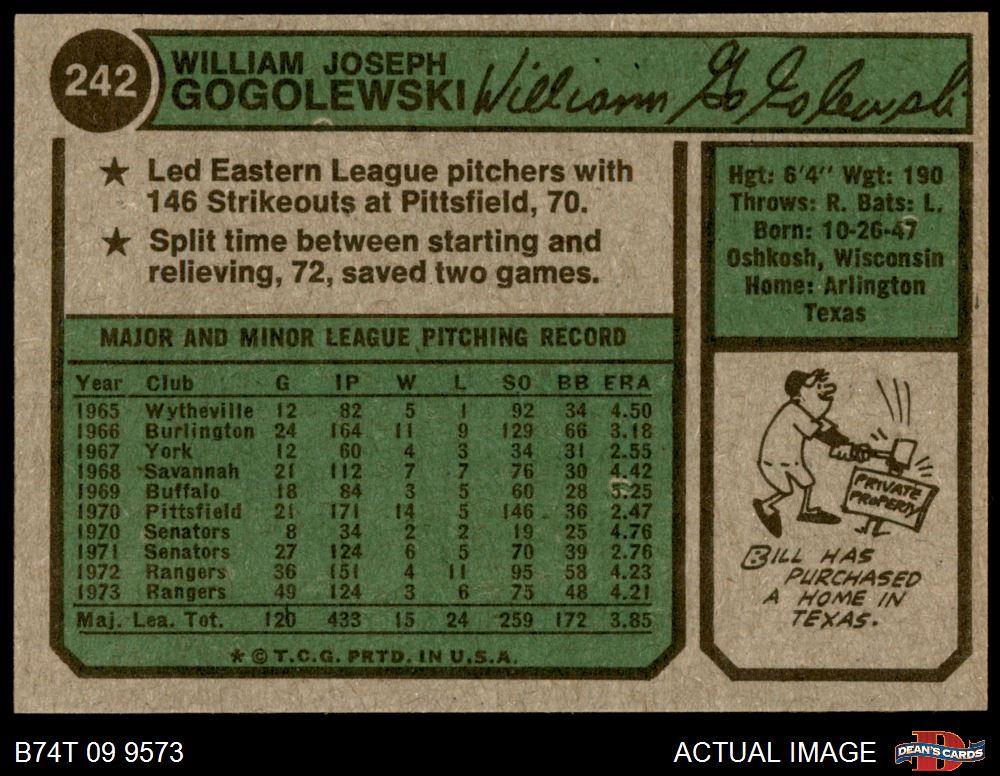 242
WILLIAM JOSEPH
GOGOLEWSKI
William GoGolewski
★ Led Eastern League pitchers with
146 Strikeouts at Pittsfield, 70.
★ Split time between starting and
relieving, 72, saved two games.
Hgt: 6'4" Wgt: 190
Throws: R. Bats: L.
Born: 10-26-47
Oshkosh, Wisconsin
Home: Arlington
Texas
MAJOR AND MINOR LEAGUE PITCHING RECORD
Year Club G IP W L SO BB ERA
1965 Wytheville 12 82 5 1 92 34 4.50
1966 Burlington 24 164 11 9 129 66 3.18
1967 York 12 60 4 3 34 31 2.55
1968 Savannah 21 112 7 7 76 30 4.42
1969 Buffalo 18 84 3 5 60 28 5.25
1970 Pittsfield 21 171 14 5 146 36 2.47
1970 Senators 8 34 2 2 19 25 4.76
1971 Senators 27 124 6 5 70 39 2.76
1972 Rangers 36 151 4 11 95 58 4.23
1973 Rangers 49 124 3 6 75 48 4.21
Maj. Lea. Tot. 120 433 15 24 259 172 3.85
* © T.C.G. PRTD. IN U.S.A.
PRIVATE
PROPERTY
BILL HAS
PURCHASED
A HOME IN
TEXAS.
B74T 09 9573
ACTUAL IMAGE
D
DEAN'S CARDS